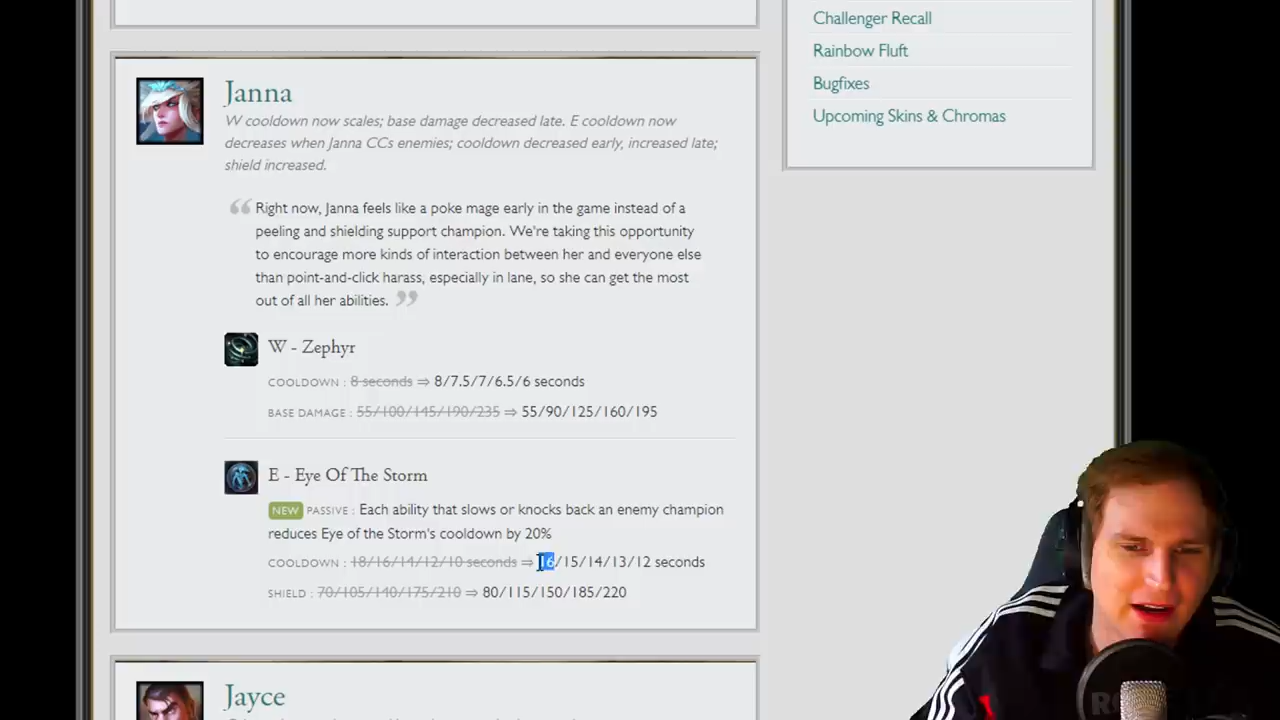 Challenger Recall
Rainbow Fluft
Bugfixes
Upcoming Skins & Chromas
Janna
W cooldown now scales; base damage decreased late. E cooldown now
decreases when Janna CCs enemies; cooldown decreased early, increased late;
shield increased.
“ Right now, Janna feels like a poke mage early in the game instead of a
peeling and shielding support champion. We're taking this opportunity
to encourage more kinds of interaction between her and everyone else
than point-and-click harass, especially in lane, so she can get the most
out of all her abilities. ”
W - Zephyr
COOLDOWN : 8 seconds ⇒ 8/7.5/7/6.5/6 seconds
BASE DAMAGE : 55/100/145/190/235 ⇒ 55/90/125/160/195
E - Eye Of The Storm
NEW PASSIVE : Each ability that slows or knocks back an enemy champion
reduces Eye of the Storm's cooldown by 20%
COOLDOWN : 18/16/14/12/10 seconds ⇒ 16/15/14/13/12 seconds
SHIELD : 70/105/140/175/210 ⇒ 80/115/150/185/220
Jayce